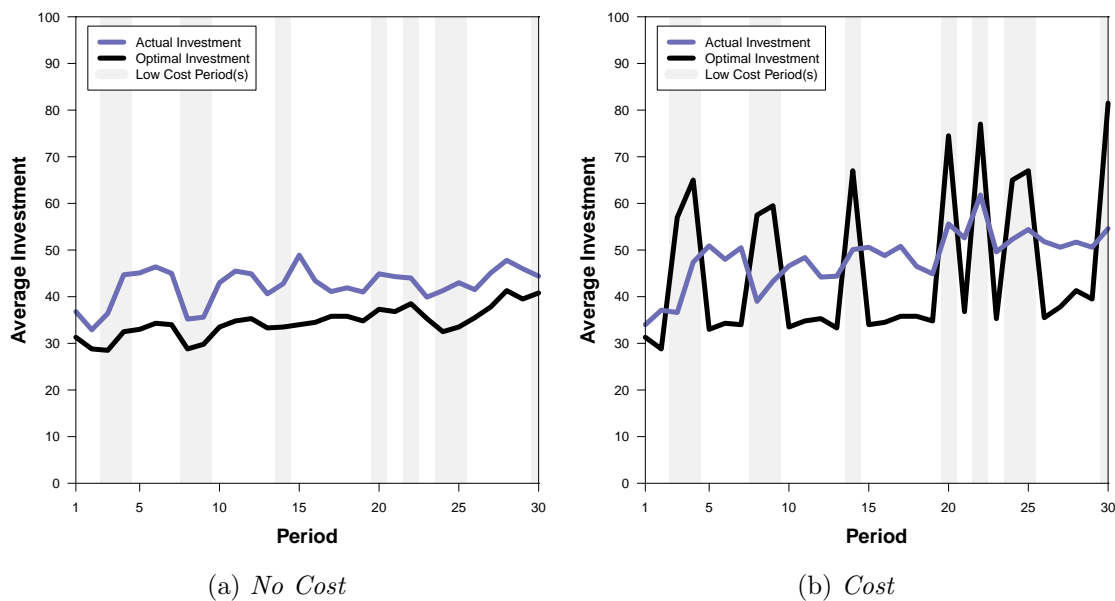 Average Investment
100
90
80
70
60
50
40
30
20
10
0
Actual Investment
Optimal Investment
Low Cost Period(s)
1 5 10 15 20 25 30
Period
(a) No Cost
Average Investment
100
90
80
70
60
50
40
30
20
10
0
Actual Investment
Optimal Investment
Low Cost Period(s)
1 5 10 15 20 25 30
Period
(b) Cost